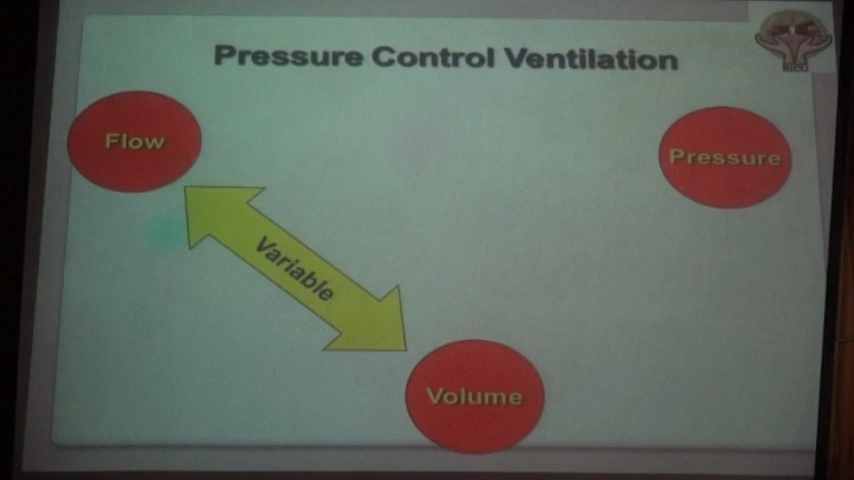 Pressure Control Ventilation
Flow
Pressure
Variable
Volume